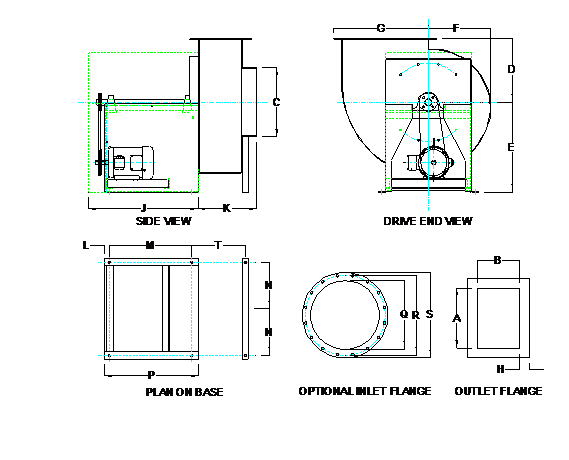 G F
D
C
E
J K
SIDE VIEW
DRIVE END VIEW
L M T
B
N
Q R S
A
N
H
P
PLAN ON BASE
OPTIONAL INLET FLANGE
OUTLET FLANGE